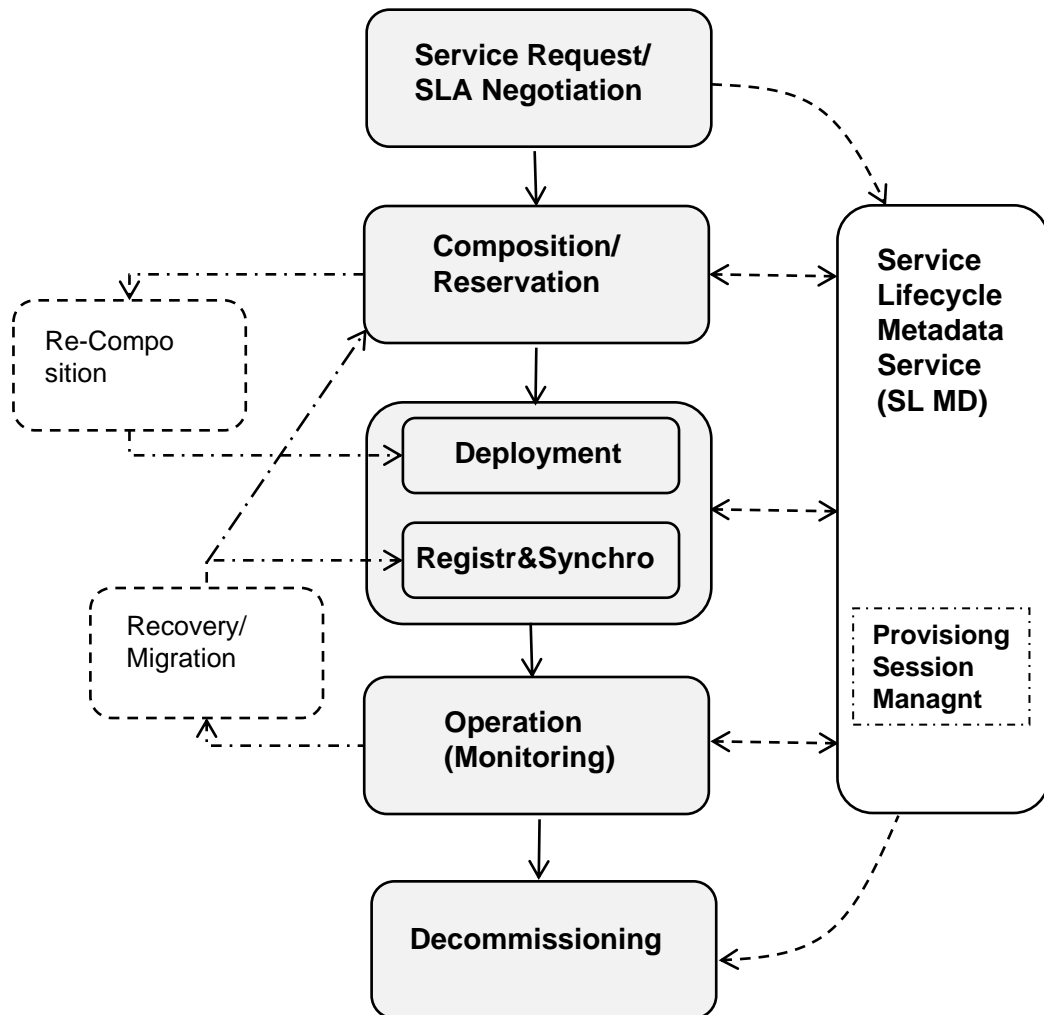 Service Request/
SLA Negotiation
Composition/
Reservation
Service
Lifecycle
Metadata
Service
(SL MD)
Re-Compo
sition
Deployment
Registr&Synchro
Recovery/
Migration
Provisiong
Session
Managnt
Operation
(Monitoring)
Decommissioning